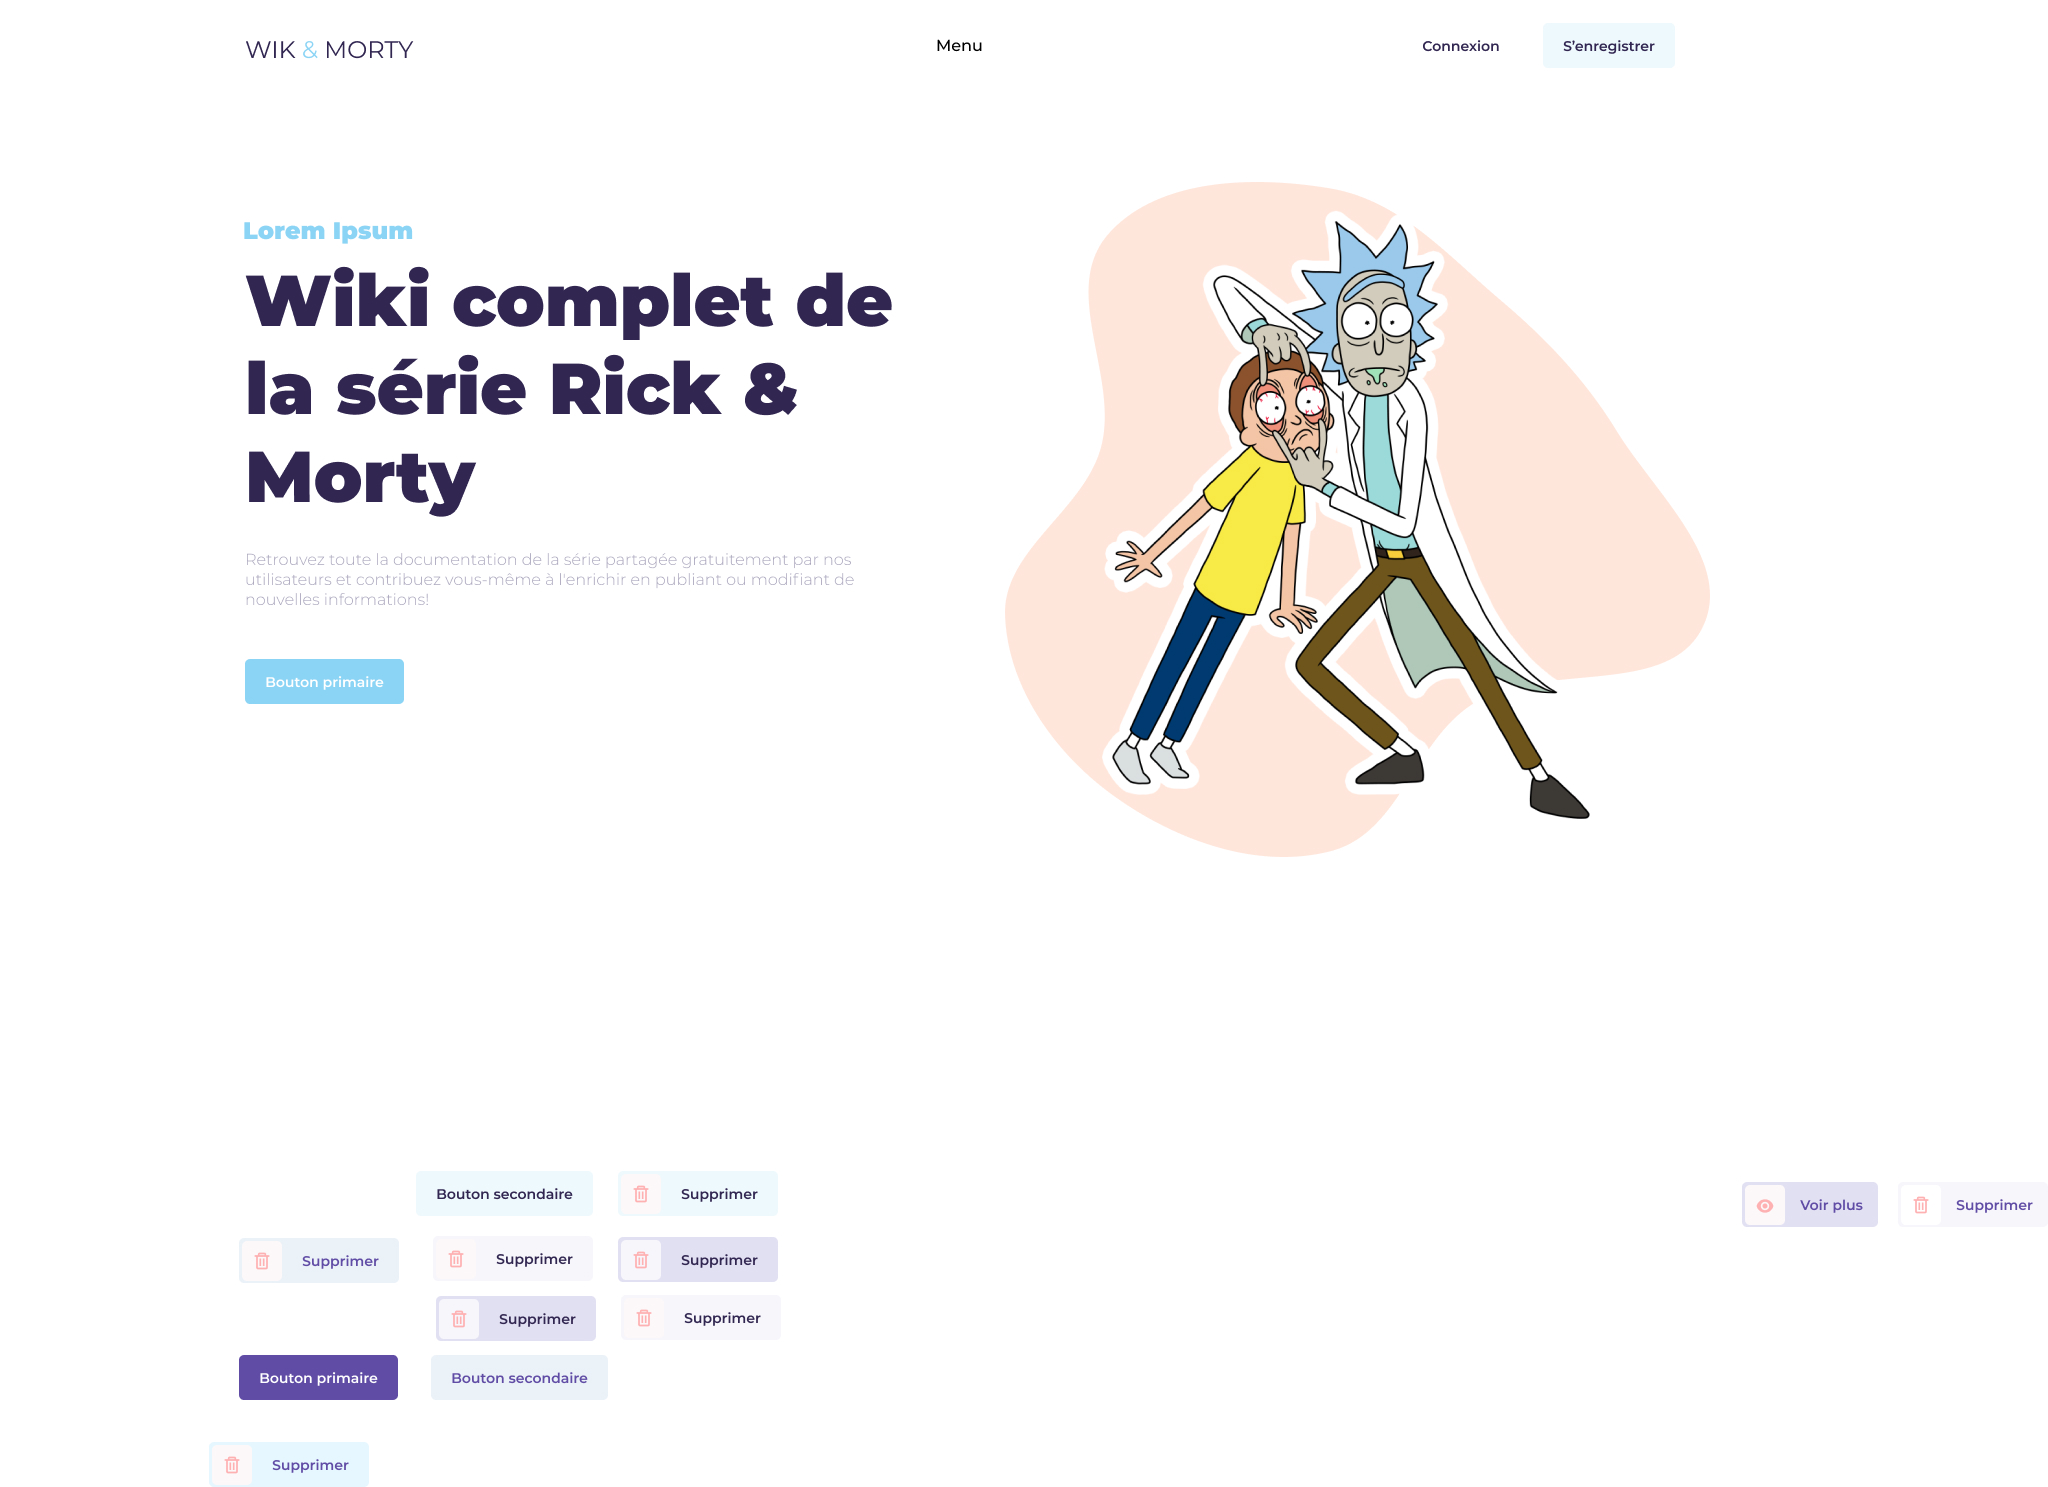 WIK & MORTY
Menu
Connexion
S'enregistrer
Lorem Ipsum
Wiki complet de
la série Rick &
Morty
Retrouvez toute la documentation de la série partagée gratuitement par nos
utilisateurs et contribuez vous-même à l'enrichir en publiant ou modifiant de
nouvelles informations!
Bouton primaire
Bouton secondaire
Supprimer
Voir plus
Supprimer
Supprimer
Supprimer
Supprimer
Supprimer
Supprimer
Bouton primaire
Bouton secondaire
Supprimer